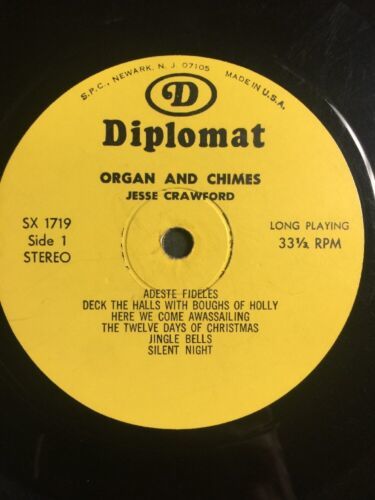 S.P.C., NEWARK, N. J 07105
MADE IN U.S.A.
D
Diplomat
ORGAN AND CHIMES
JESSE CRAWFORD
SX 1719
Side 1
STEREO
LONG PLAYING
33⅓ RPM
ADESTE FIDELES
DECK THE HALLS WITH BOUGHS OF HOLLY
HERE WE COME AWASSAILING
THE TWELVE DAYS OF CHRISTMAS
JINGLE BELLS
SILENT NIGHT